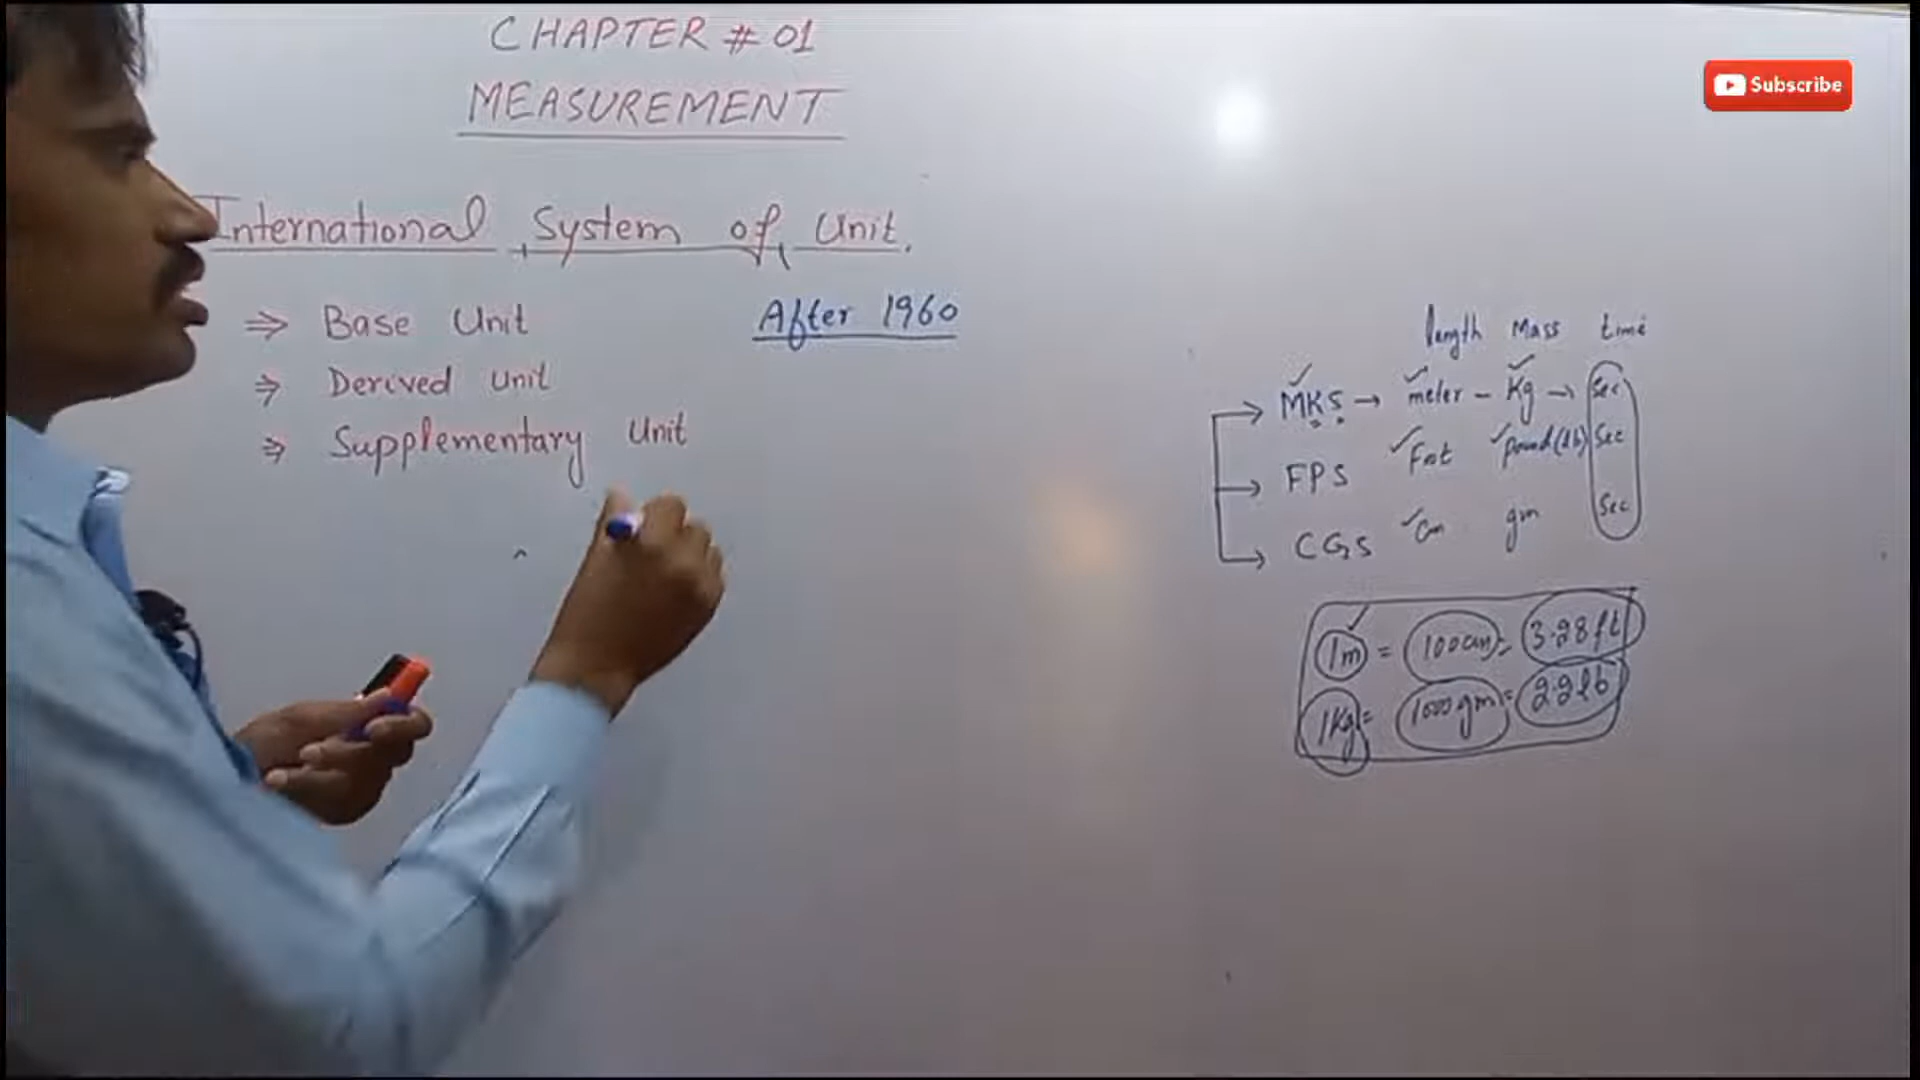 CHAPTER # 01
MEASUREMENT
Subscribe
International System of Unit.
⇒ Base Unit
After 1960
⇒ Derived Unit
⇒ Supplementary Unit
length Mass time
MKS → meter - Kg → Sec
FPS Foot pound(lb) Sec
CGS Cm gm Sec
1m = 100cm = 3.28ft
1Kg = 1000gm = 2.2lb